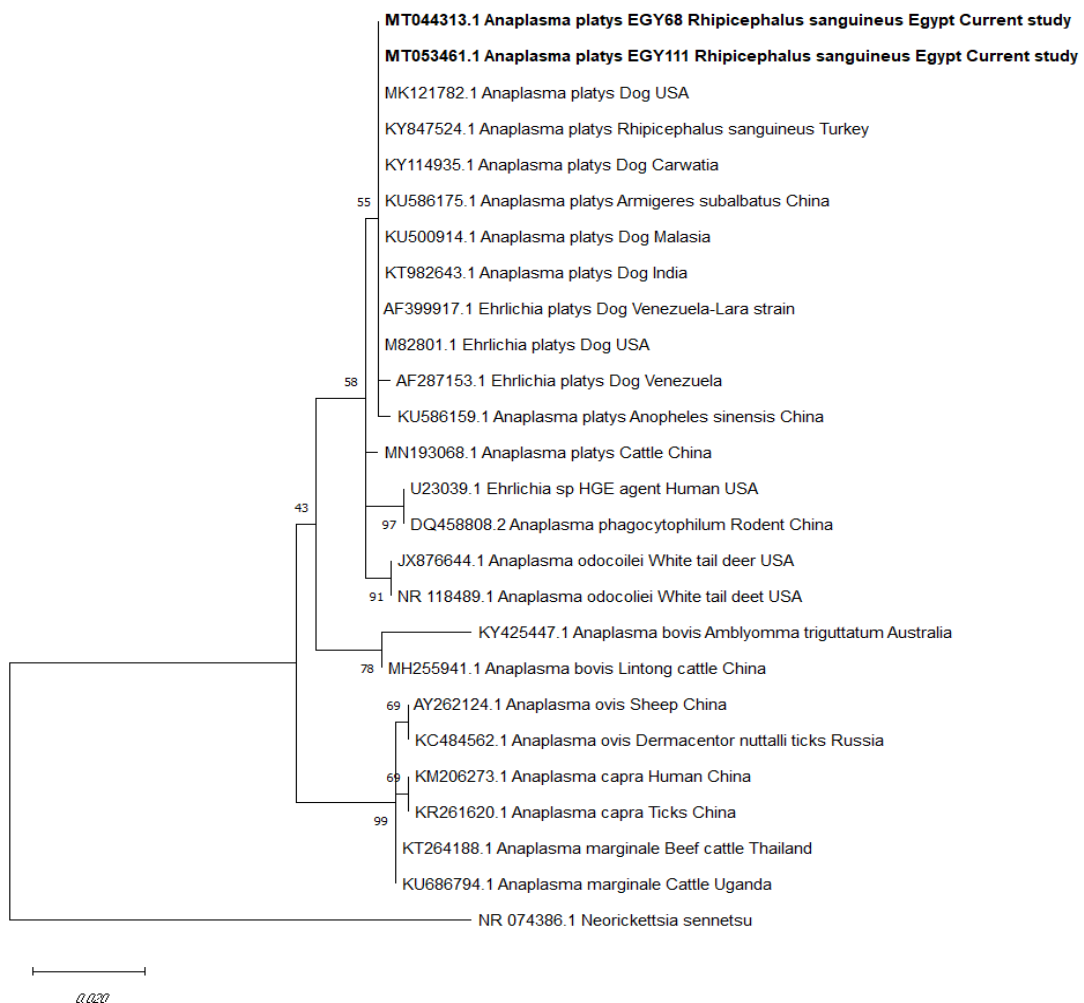 MT044313.1 Anaplasma platys EGY68 Rhipicephalus sanguineus Egypt Current study
MT053461.1 Anaplasma platys EGY111 Rhipicephalus sanguineus Egypt Current study
MK121782.1 Anaplasma platys Dog USA
KY847524.1 Anaplasma platys Rhipicephalus sanguineus Turkey
KY114935.1 Anaplasma platys Dog Carwatia
55
KU586175.1 Anaplasma platys Armigeres subalbatus China
KU500914.1 Anaplasma platys Dog Malasia
KT982643.1 Anaplasma platys Dog India
AF399917.1 Ehrlichia platys Dog Venezuela-Lara strain
M82801.1 Ehrlichia platys Dog USA
58
AF287153.1 Ehrlichia platys Dog Venezuela
KU586159.1 Anaplasma platys Anopheles sinensis China
MN193068.1 Anaplasma platys Cattle China
U23039.1 Ehrlichia sp HGE agent Human USA
43
97
DQ458808.2 Anaplasma phagocytophilum Rodent China
JX876644.1 Anaplasma odocoilei White tail deer USA
91
NR 118489.1 Anaplasma odocoliei White tail deet USA
KY425447.1 Anaplasma bovis Amblyomma triguttatum Australia
78
MH255941.1 Anaplasma bovis Lintong cattle China
69
AY262124.1 Anaplasma ovis Sheep China
KC484562.1 Anaplasma ovis Dermacentor nuttalli ticks Russia
69
KM206273.1 Anaplasma capra Human China
KR261620.1 Anaplasma capra Ticks China
99
KT264188.1 Anaplasma marginale Beef cattle Thailand
KU686794.1 Anaplasma marginale Cattle Uganda
NR 074386.1 Neorickettsia sennetsu
0.020